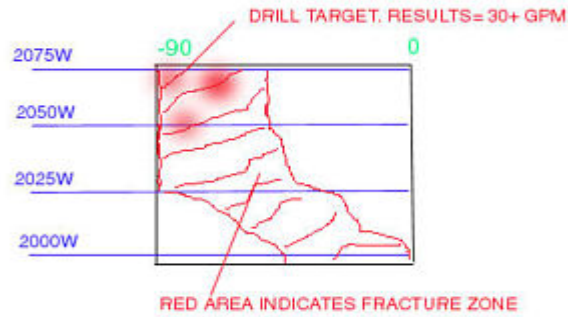 DRILL TARGET. RESULTS= 30+ GPM
-90 0
2075W
2050W
2025W
2000W
RED AREA INDICATES FRACTURE ZONE